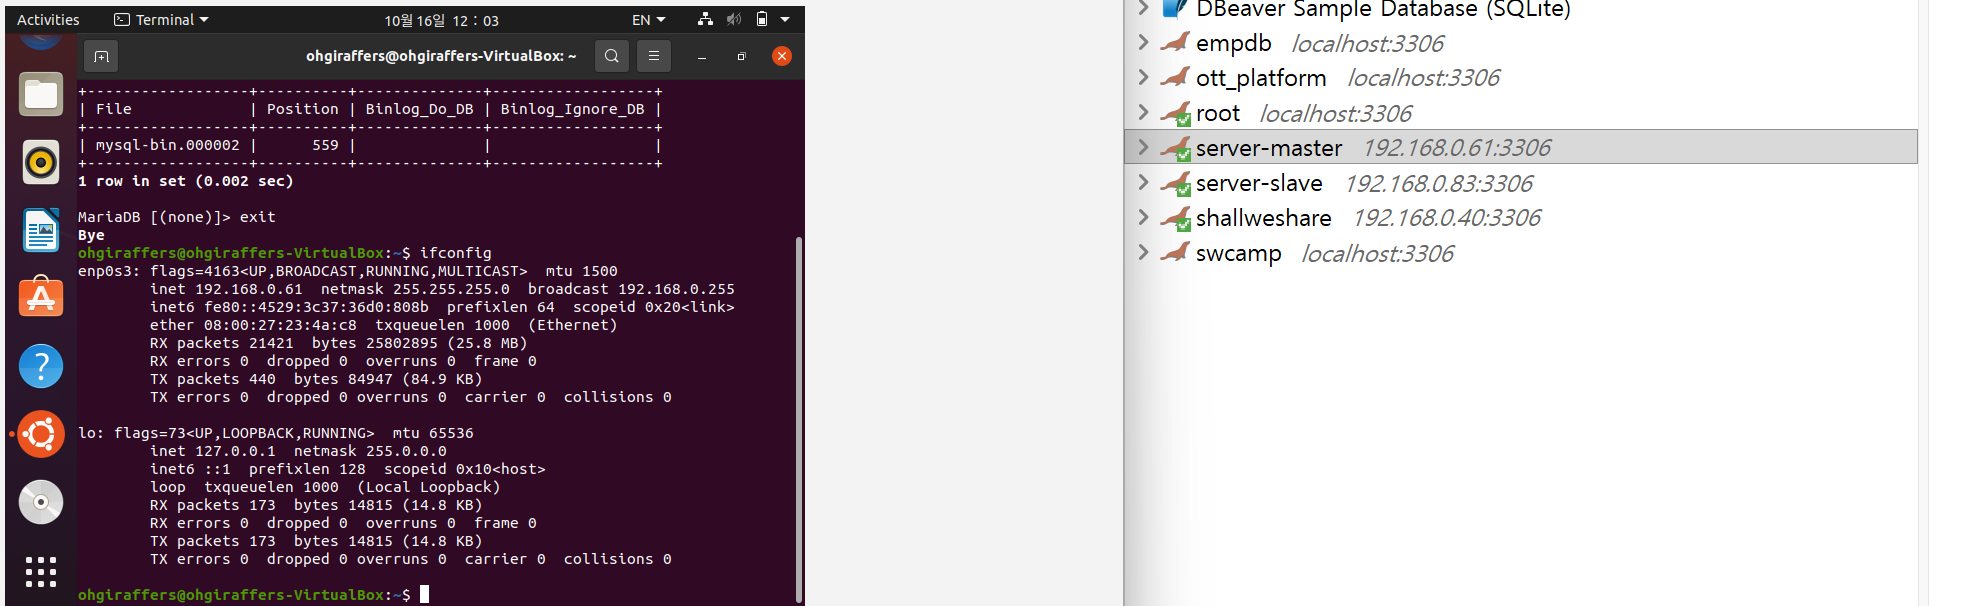 Activities
Terminal
10월 16일 12 : 03
EN
ohgiraffers@ohgiraffers-VirtualBox: ~
+------------------+----------+--------------+------------------+
| File             | Position | Binlog_Do_DB | Binlog_Ignore_DB |
+------------------+----------+--------------+------------------+
| mysql-bin.000002 |      559 |              |                  |
+------------------+----------+--------------+------------------+
1 row in set (0.002 sec)
MariaDB [(none)]> exit
Bye
ohgiraffers@ohgiraffers-VirtualBox:~$ ifconfig
enp0s3: flags=4163<UP,BROADCAST,RUNNING,MULTICAST>  mtu 1500
        inet 192.168.0.61  netmask 255.255.255.0  broadcast 192.168.0.255
        inet6 fe80::4529:3c37:36d0:808b  prefixlen 64  scopeid 0x20<link>
        ether 08:00:27:23:4a:c8  txqueuelen 1000  (Ethernet)
        RX packets 21421  bytes 25802895 (25.8 MB)
        RX errors 0  dropped 0  overruns 0  frame 0
        TX packets 440  bytes 84947 (84.9 KB)
        TX errors 0  dropped 0 overruns 0  carrier 0  collisions 0
lo: flags=73<UP,LOOPBACK,RUNNING>  mtu 65536
        inet 127.0.0.1  netmask 255.0.0.0
        inet6 ::1  prefixlen 128  scopeid 0x10<host>
        loop  txqueuelen 1000  (Local Loopback)
        RX packets 173  bytes 14815 (14.8 KB)
        RX errors 0  dropped 0  overruns 0  frame 0
        TX packets 173  bytes 14815 (14.8 KB)
        TX errors 0  dropped 0 overruns 0  carrier 0  collisions 0
ohgiraffers@ohgiraffers-VirtualBox:~$
DBeaver Sample Database (SQLite)
empdb localhost:3306
ott_platform localhost:3306
root localhost:3306
server-master 192.168.0.61:3306
server-slave 192.168.0.83:3306
shallweshare 192.168.0.40:3306
swcamp localhost:3306